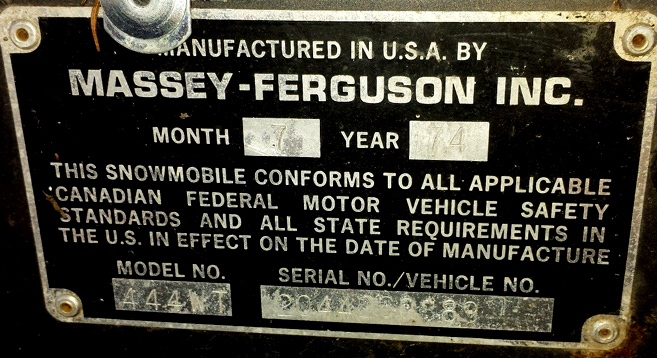 MANUFACTURED IN U.S.A. BY
MASSEY-FERGUSON INC.
MONTH 7 YEAR 74
THIS SNOWMOBILE CONFORMS TO ALL APPLICABLE
CANADIAN FEDERAL MOTOR VEHICLE SAFETY
STANDARDS AND ALL STATE REQUIREMENTS IN
THE U.S. IN EFFECT ON THE DATE OF MANUFACTURE
MODEL NO. SERIAL NO./VEHICLE NO.
444WT